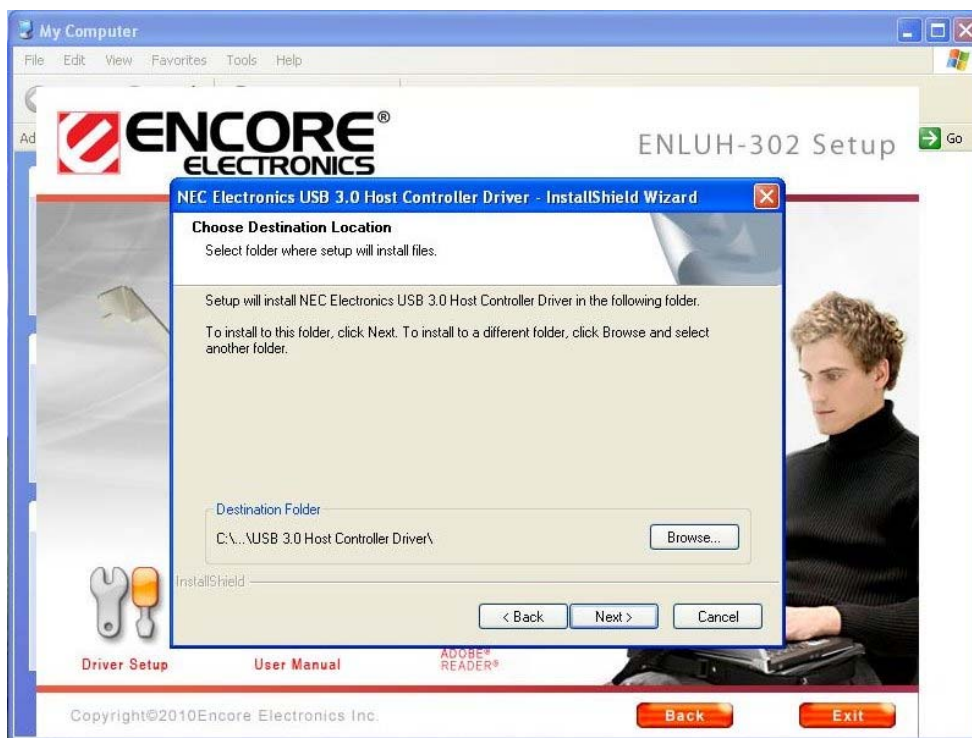 My Computer
File Edit View Favorites Tools Help
Ad
Go
ENCORE®
ELECTRONICS
ENLUH-302 Setup
NEC Electronics USB 3.0 Host Controller Driver - InstallShield Wizard
Choose Destination Location
Select folder where setup will install files.
Setup will install NEC Electronics USB 3.0 Host Controller Driver in the following folder.
To install to this folder, click Next. To install to a different folder, click Browse and select
another folder.
Destination Folder
C:\...\USB 3.0 Host Controller Driver\
Browse...
InstallShield
< Back
Next >
Cancel
Driver Setup
User Manual
ADOBE®
READER®
Copyright©2010Encore Electronics Inc.
Back
Exit